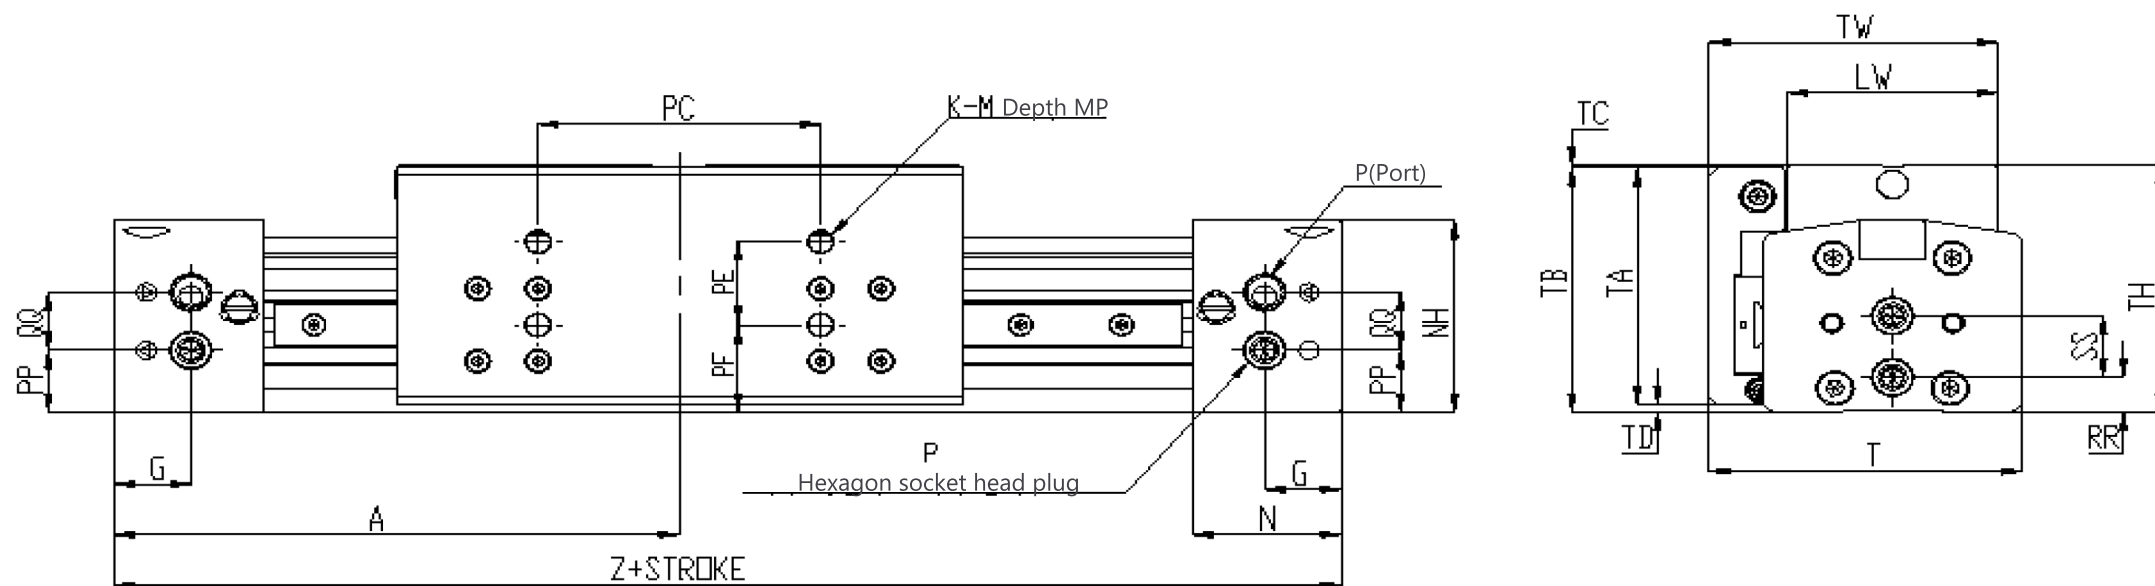 TW
LW
TC
PC
K-M Depth MP
P(Port)
PE
PF
QQ
PP
QQ
PP
NH
TB
TA
TH
SS
TD
RR
T
P
Hexagon socket head plug
G
G
A
N
Z+STROKE